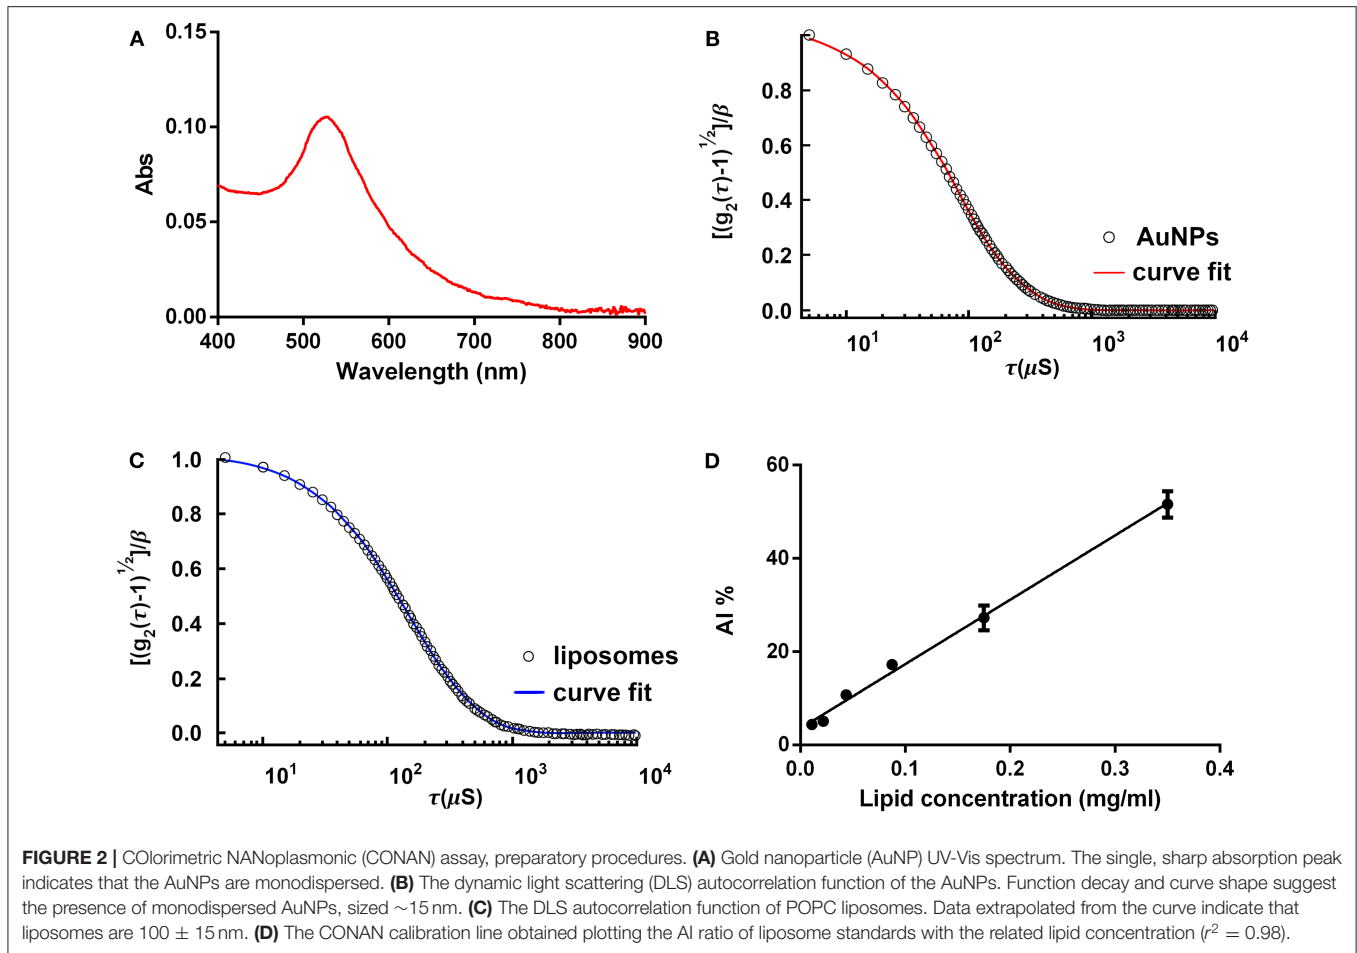 A
0.15
0.10
0.05
0.00
Abs
400 500 600 700 800 900
Wavelength (nm)
B
0.8
0.6
0.4
0.2
0.0
[(g₂(τ)-1)^½]/β
AuNPs
curve fit
10¹ 10² 10³ 10⁴
τ(μS)
C
1.0
0.8
0.6
0.4
0.2
0.0
[(g₂(τ)-1)^½]/β
liposomes
curve fit
10¹ 10² 10³ 10⁴
τ(μS)
D
60
40
20
0
AI %
0.0 0.1 0.2 0.3 0.4
Lipid concentration (mg/ml)
FIGURE 2 | COlorimetric NANoplasmonic (CONAN) assay, preparatory procedures. (A) Gold nanoparticle (AuNP) UV-Vis spectrum. The single, sharp absorption peak
indicates that the AuNPs are monodispersed. (B) The dynamic light scattering (DLS) autocorrelation function of the AuNPs. Function decay and curve shape suggest
the presence of monodispersed AuNPs, sized ∼15 nm. (C) The DLS autocorrelation function of POPC liposomes. Data extrapolated from the curve indicate that
liposomes are 100 ± 15 nm. (D) The CONAN calibration line obtained plotting the AI ratio of liposome standards with the related lipid concentration (r² = 0.98).